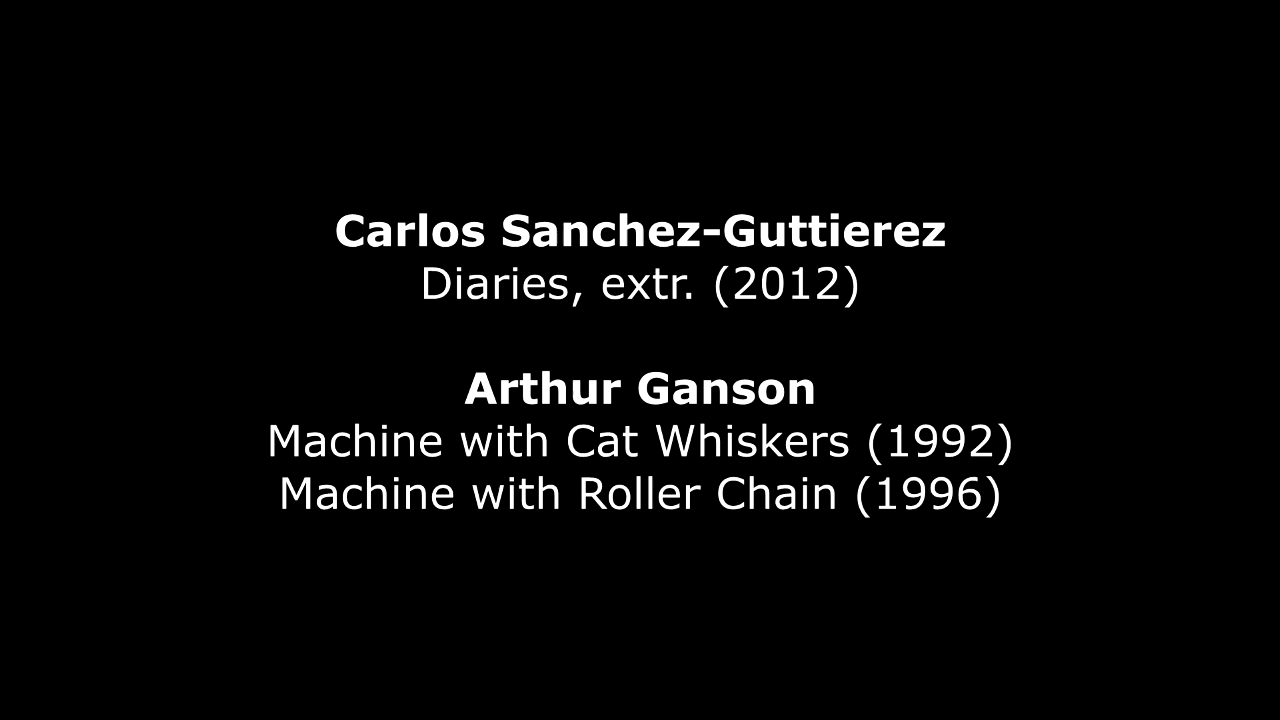 Carlos Sanchez-Guttierez
Diaries, extr. (2012)
Arthur Ganson
Machine with Cat Whiskers (1992)
Machine with Roller Chain (1996)